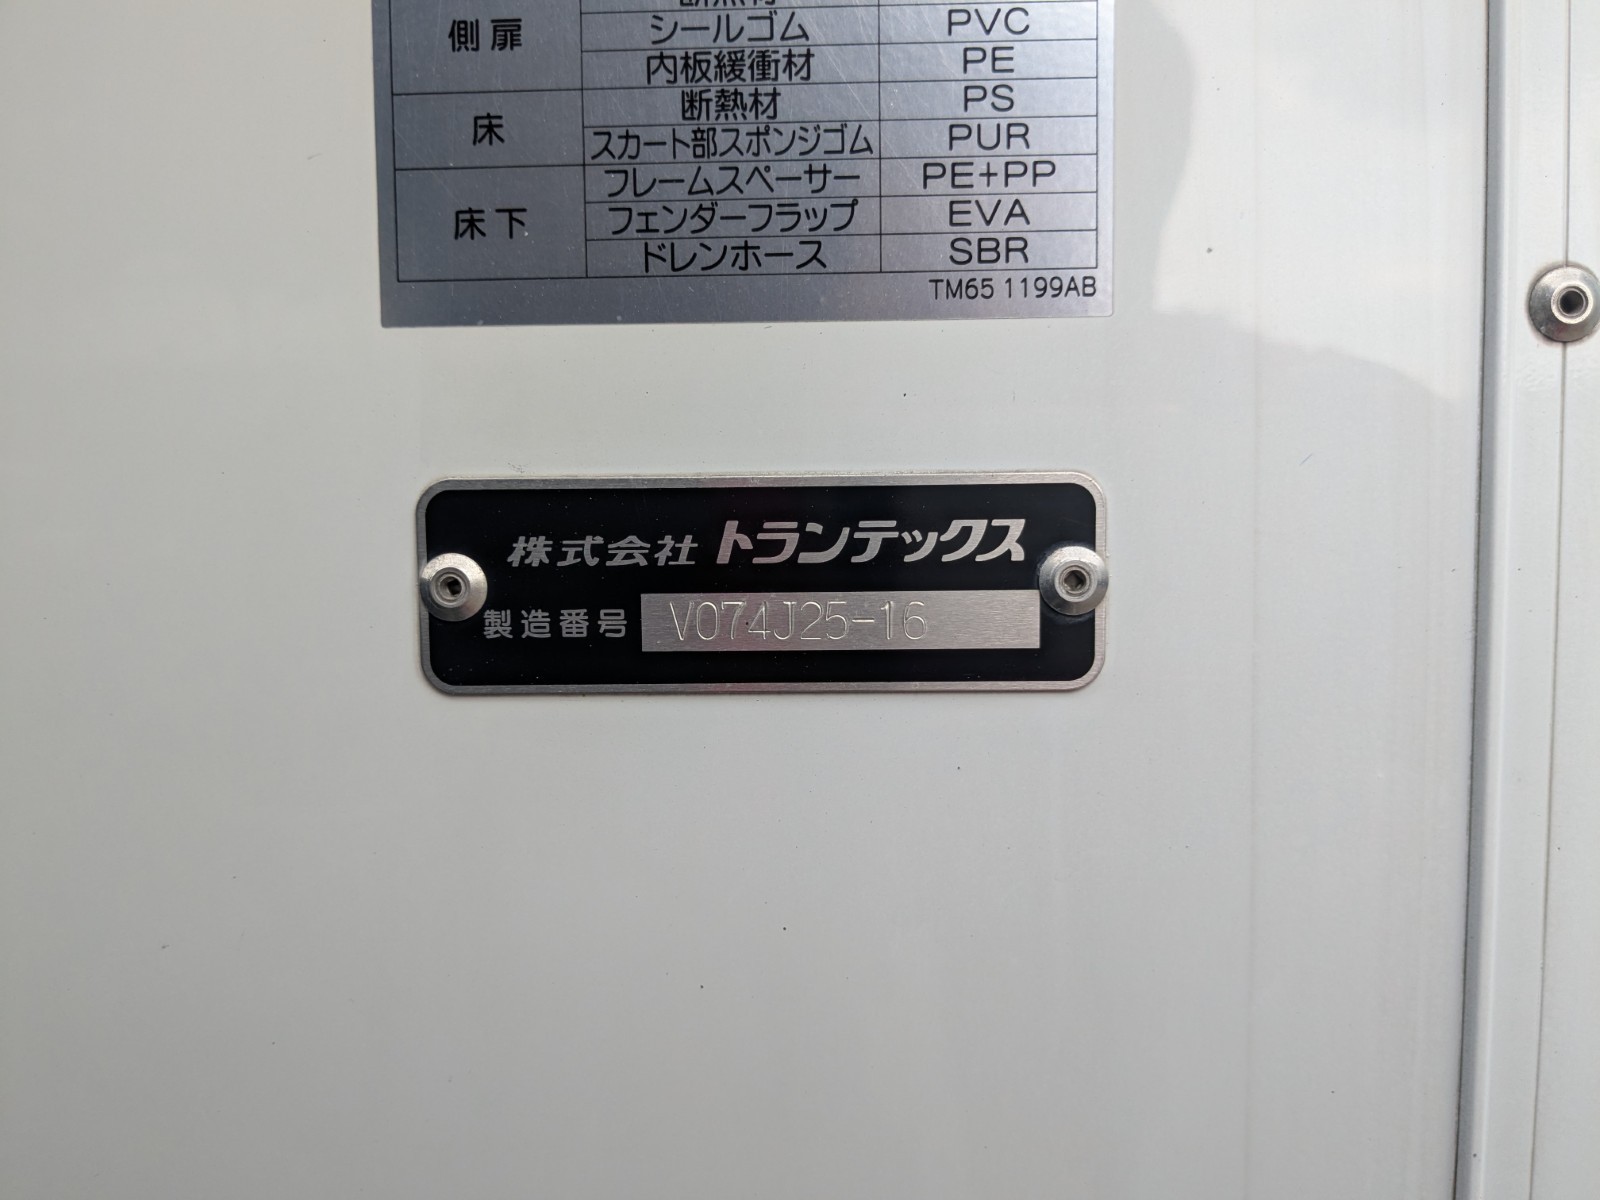 断熱材
側扉 シールゴム PVC
内板緩衝材 PE
床 断熱材 PS
スカート部スポンジゴム PUR
床下 フレームスペーサー PE+PP
フェンダーフラップ EVA
ドレンホース SBR
TM65 1199AB
株式会社 トランテックス
製造番号 V074J25-16